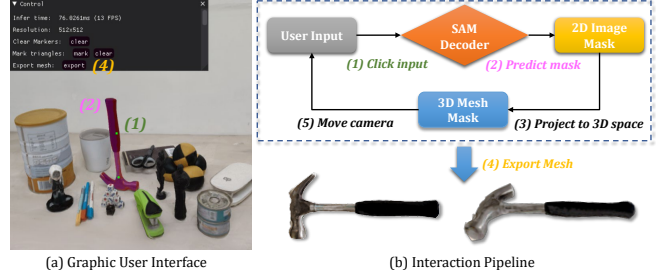 Control
Infer time: 76.0261ms (13 FPS)
Resolution: 512x512
Clear Markers: clear
Mark triangles: mark clear
Export mesh: export (4)
(2)
(1)
(a) Graphic User Interface
User Input
SAM
Decoder
2D Image
Mask
(1) Click input
(2) Predict mask
3D Mesh
Mask
(5) Move camera
(3) Project to 3D space
(4) Export Mesh
(b) Interaction Pipeline